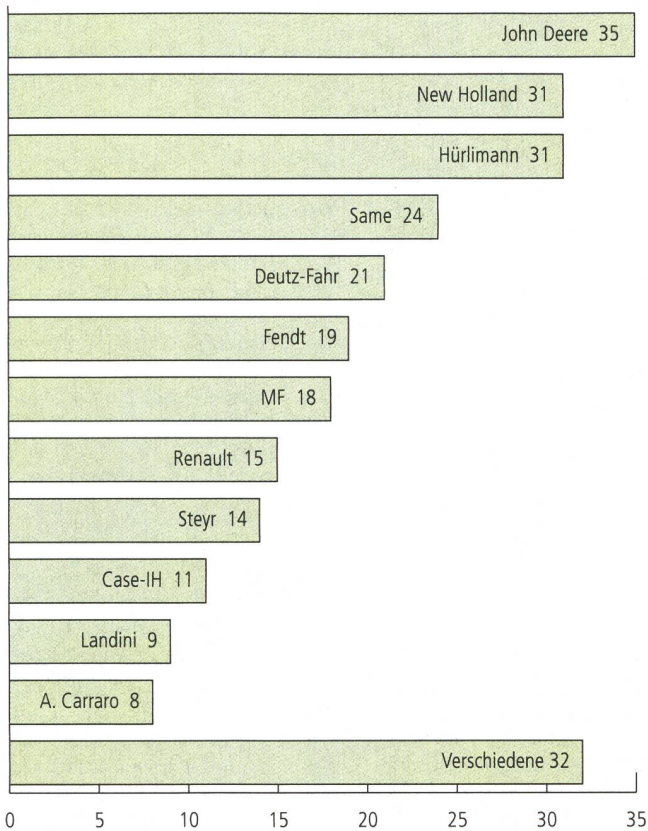 John Deere 35
New Holland 31
Hürlimann 31
Same 24
Deutz-Fahr 21
Fendt 19
MF 18
Renault 15
Steyr 14
Case-IH 11
Landini 9
A. Carraro 8
Verschiedene 32
0 5 10 15 20 25 30 35